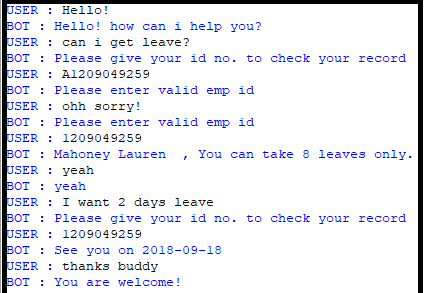 USER : Hello!
BOT : Hello! how can i help you?
USER : can i get leave?
BOT : Please give your id no. to check your record
USER : A1209049259
BOT : Please enter valid emp id
USER : ohh sorry!
BOT : Please enter valid emp id
USER : 1209049259
BOT : Mahoney Lauren  , You can take 8 leaves only.
USER : yeah
BOT : yeah
USER : I want 2 days leave
BOT : Please give your id no. to check your record
USER : 1209049259
BOT : See you on 2018-09-18
USER : thanks buddy
BOT : You are welcome!